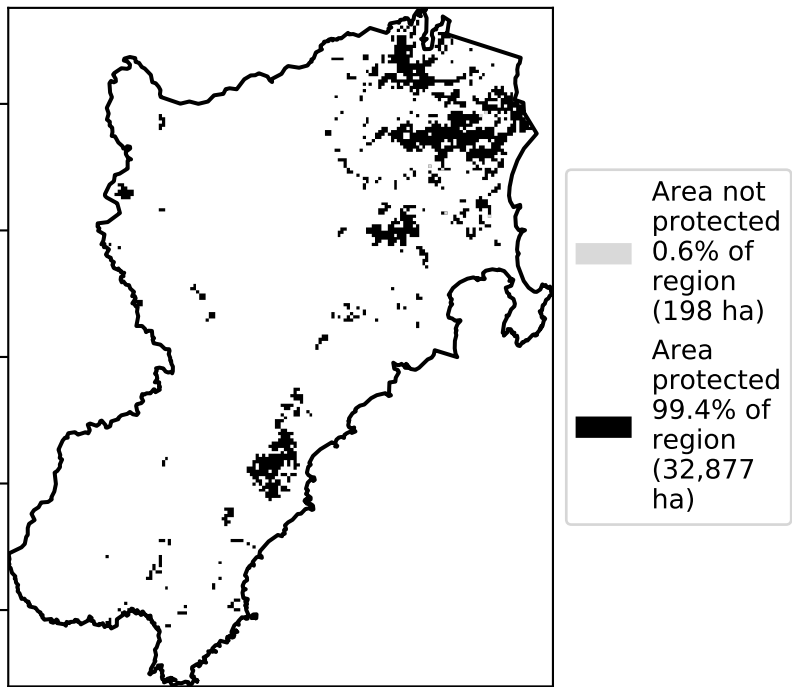 Area not
protected
0.6% of
region
(198 ha)
Area
protected
99.4% of
region
(32,877
ha)